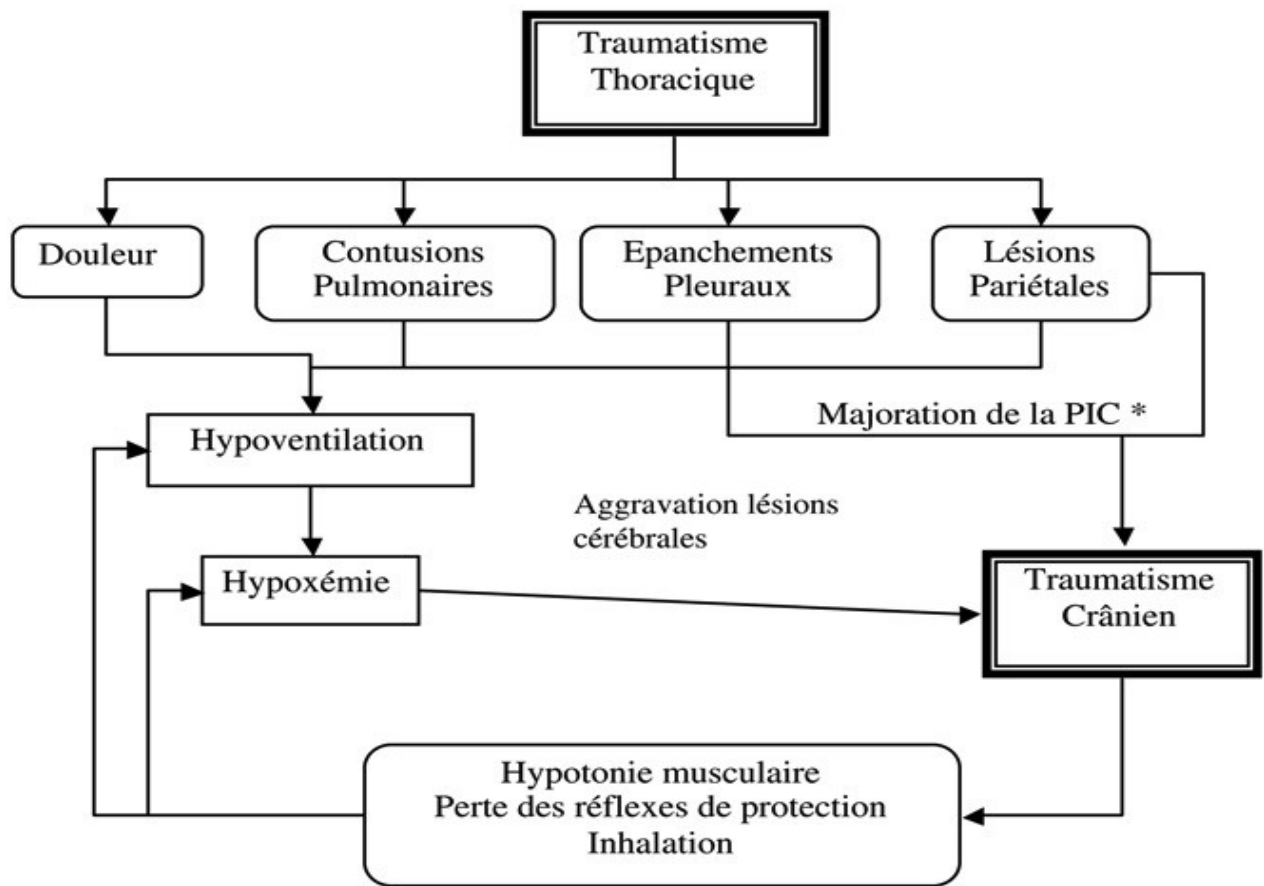 Traumatisme
Thoracique
Douleur
Contusions
Pulmonaires
Epanchements
Pleuraux
Lésions
Pariétales
Majoration de la PIC *
Hypoventilation
Aggravation lésions
cérébrales
Hypoxémie
Traumatisme
Crânien
Hypotonie musculaire
Perte des réflexes de protection
Inhalation